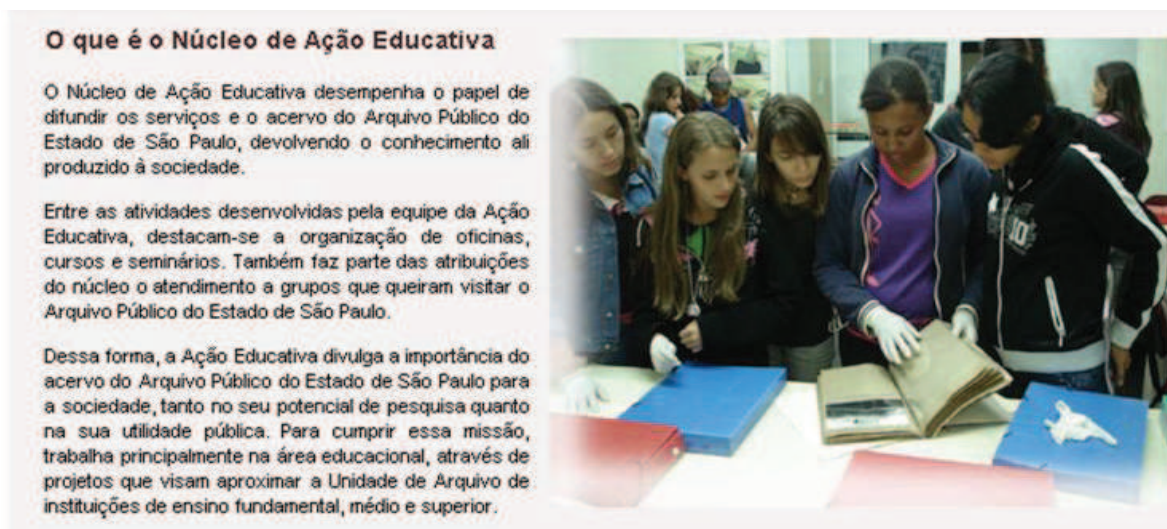 O que é o Núcleo de Ação Educativa
O Núcleo de Ação Educativa desempenha o papel de
difundir os serviços e o acervo do Arquivo Público do
Estado de São Paulo, devolvendo o conhecimento ali
produzido à sociedade.
Entre as atividades desenvolvidas pela equipe da Ação
Educativa, destacam-se a organização de oficinas,
cursos e seminários. Também faz parte das atribuições
do núcleo o atendimento a grupos que queiram visitar o
Arquivo Público do Estado de São Paulo.
Dessa forma, a Ação Educativa divulga a importância do
acervo do Arquivo Público do Estado de São Paulo para
a sociedade, tanto no seu potencial de pesquisa quanto
na sua utilidade pública. Para cumprir essa missão,
trabalha principalmente na área educacional, através de
projetos que visam aproximar a Unidade de Arquivo de
instituições de ensino fundamental, médio e superior.